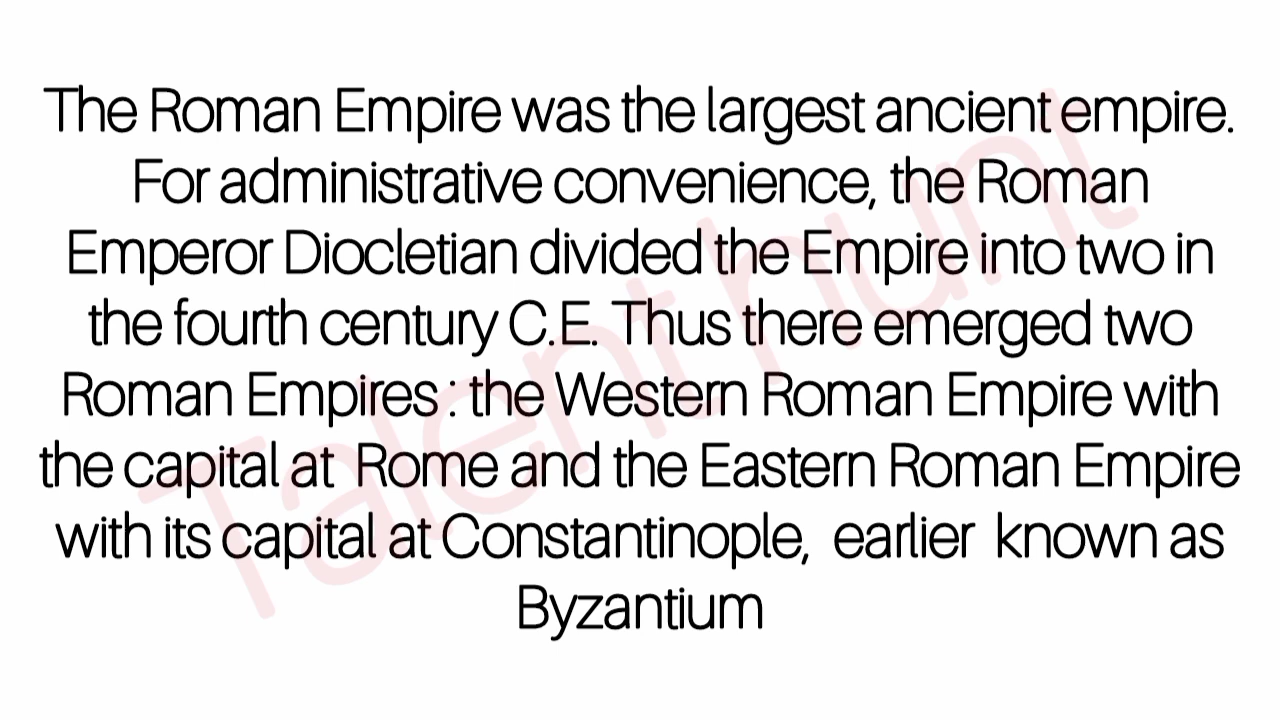 The Roman Empire was the largest ancient empire.
For administrative convenience, the Roman
Emperor Diocletian divided the Empire into two in
the fourth century C.E. Thus there emerged two
Roman Empires : the Western Roman Empire with
the capital at Rome and the Eastern Roman Empire
with its capital at Constantinople, earlier known as
Byzantium
Talent hunt